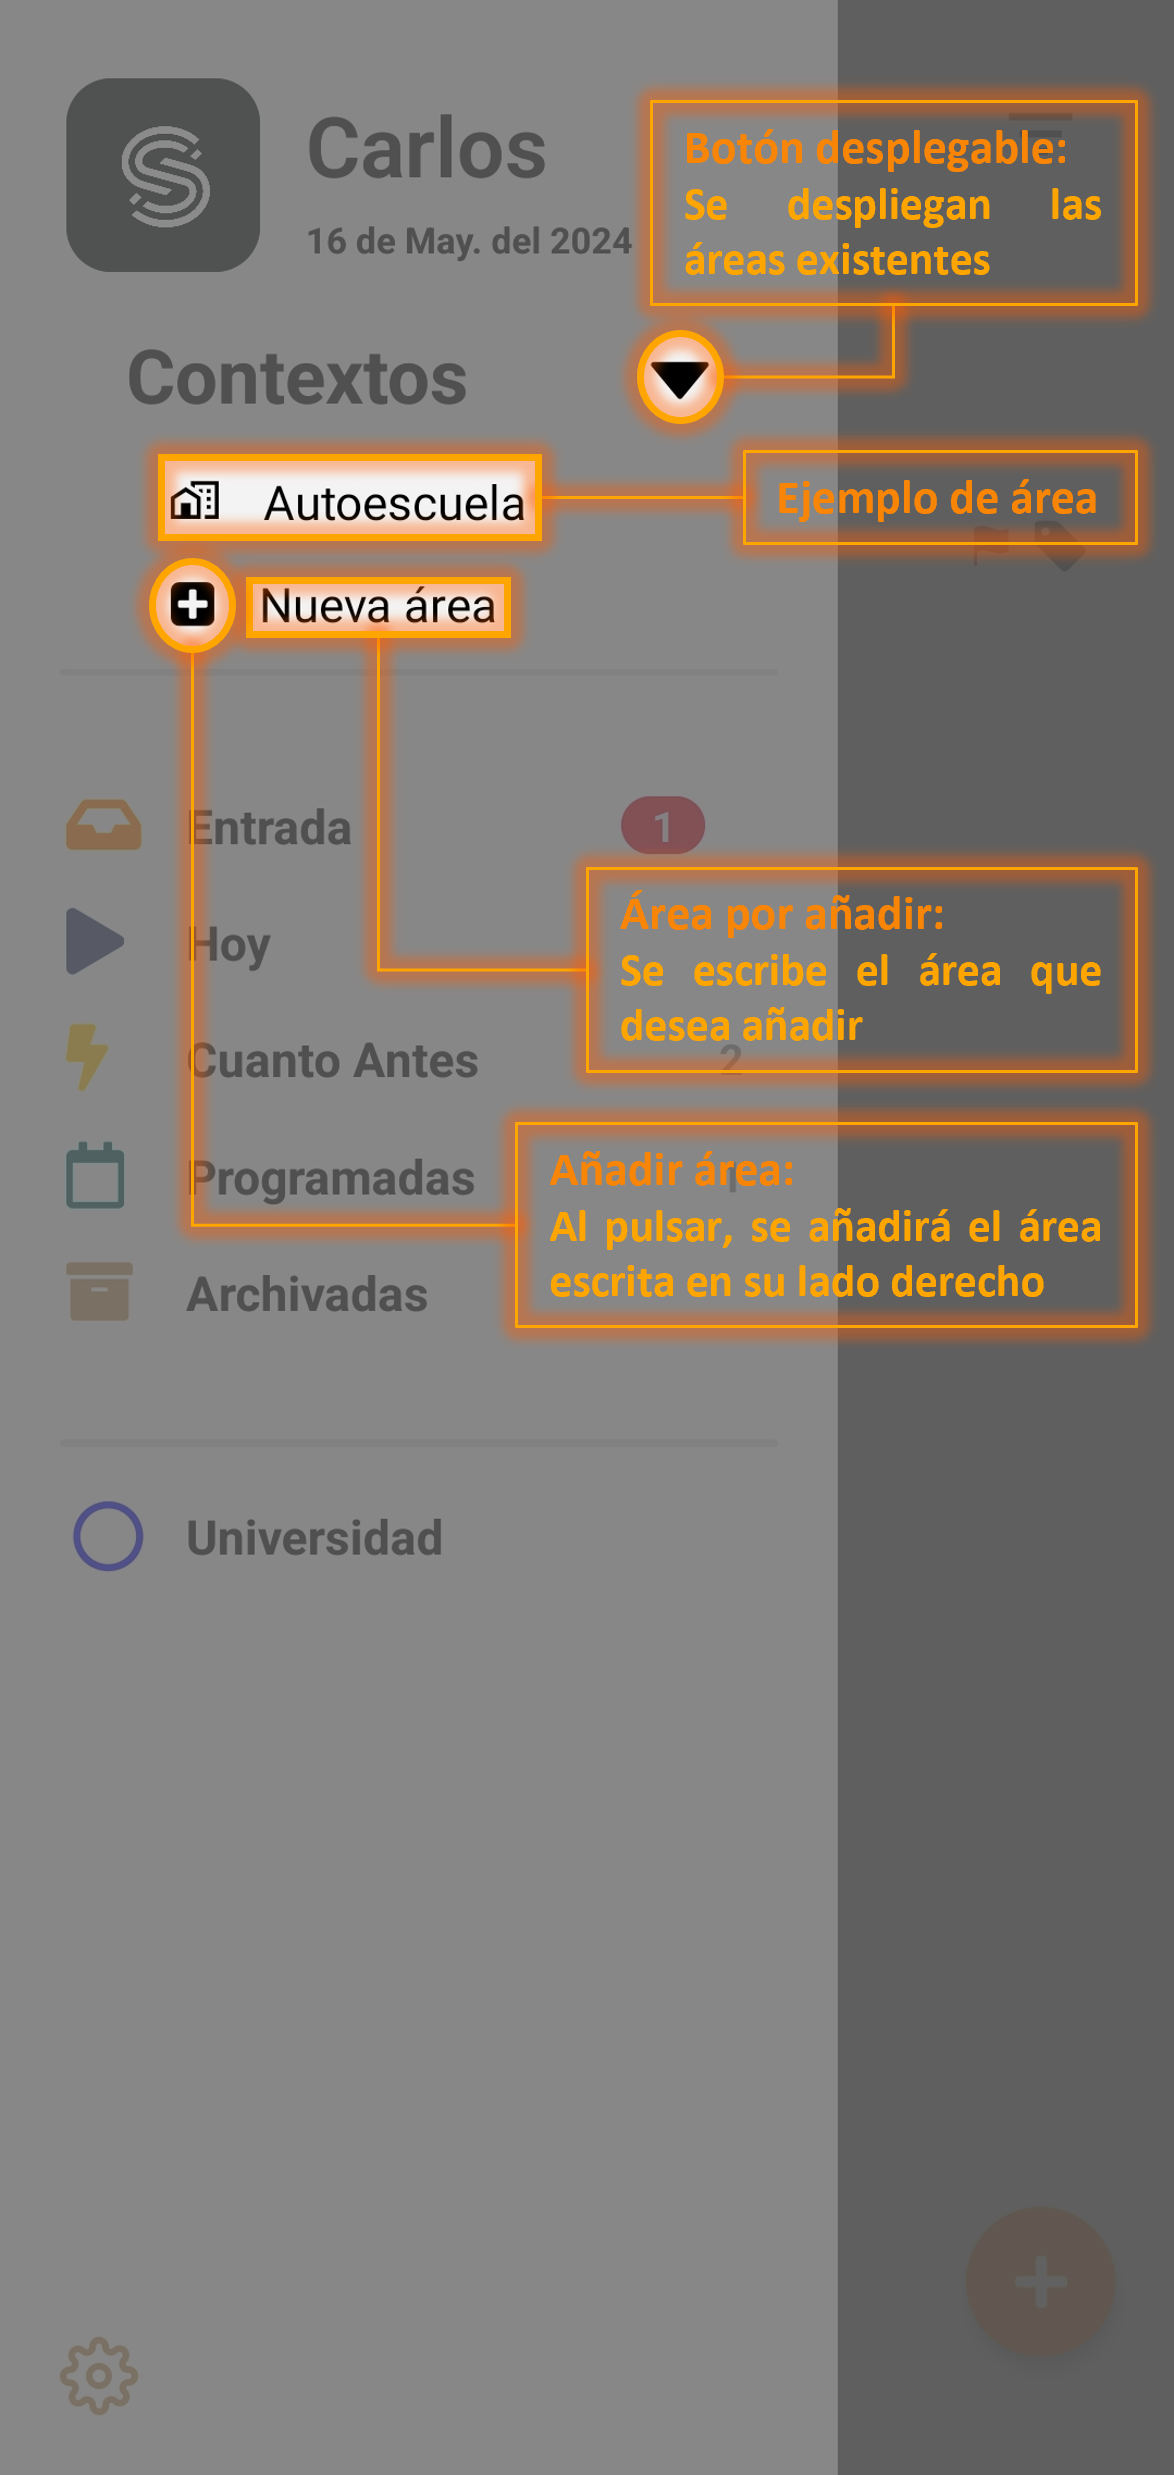 Carlos
16 de May. del 2024
Botón desplegable:
Se despliegan las
áreas existentes
Contextos
Autoescuela
Ejemplo de área
Nueva área
Entrada
1
Hoy
Área por añadir:
Se escribe el área que
desea añadir
Cuanto Antes
2
Programadas
1
Añadir área:
Al pulsar, se añadirá el área
escrita en su lado derecho
Archivadas
Universidad